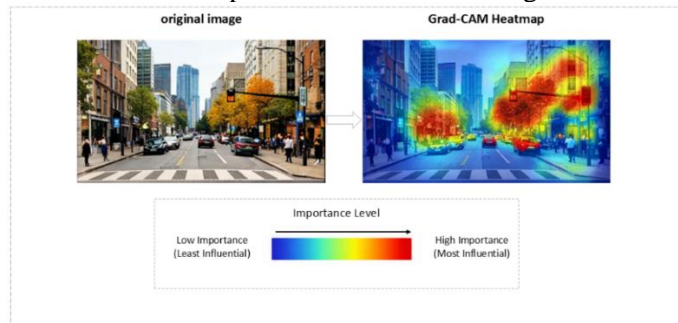 original image
Grad-CAM Heatmap
Importance Level
Low Importance
(Least Influential)
High Importance
(Most Influential)